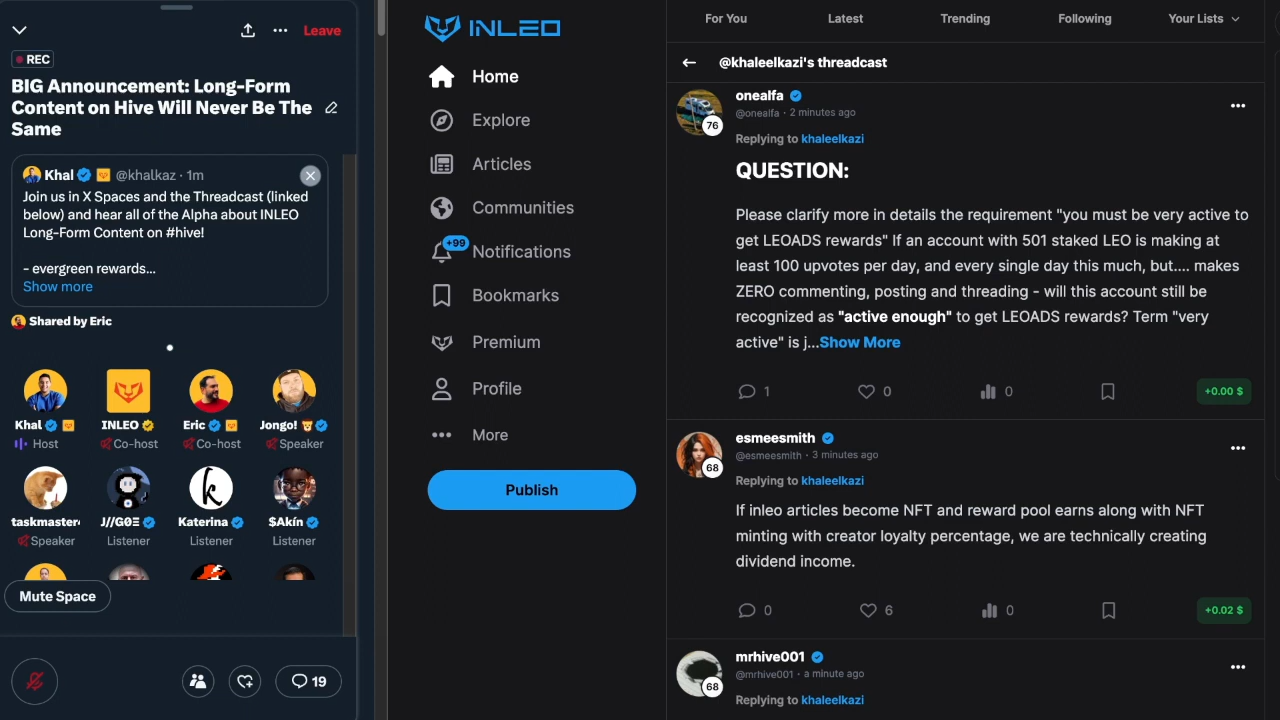 Leave
REC
BIG Announcement: Long-Form
Content on Hive Will Never Be The
Same
Khal @khalkaz · 1m
Join us in X Spaces and the Threadcast (linked
below) and hear all of the Alpha about INLEO
Long-Form Content on #hive!
- evergreen rewards...
Show more
Shared by Eric
Khal INLEO Eric Jongo!
Host Co-host Co-host Speaker
taskmaster J//GØΞ Katerina $Akín
Speaker Listener Listener Listener
Mute Space
19
INLEO
Home
Explore
Articles
Communities
+99
Notifications
Bookmarks
Premium
Profile
More
Publish
For You Latest Trending Following Your Lists
@khaleelkazi's threadcast
onealfa
@onealfa · 2 minutes ago
76
Replying to khaleelkazi
QUESTION:
Please clarify more in details the requirement "you must be very active to
get LEOADS rewards" If an account with 501 staked LEO is making at
least 100 upvotes per day, and every single day this much, but.... makes
ZERO commenting, posting and threading - will this account still be
recognized as "active enough" to get LEOADS rewards? Term "very
active" is j...Show More
1 0 0 +0.00 $
esmeesmith
@esmeesmith · 3 minutes ago
68
Replying to khaleelkazi
If inleo articles become NFT and reward pool earns along with NFT
minting with creator loyalty percentage, we are technically creating
dividend income.
0 6 0 +0.02 $
mrhive001
@mrhive001 · a minute ago
68
Replying to khaleelkazi